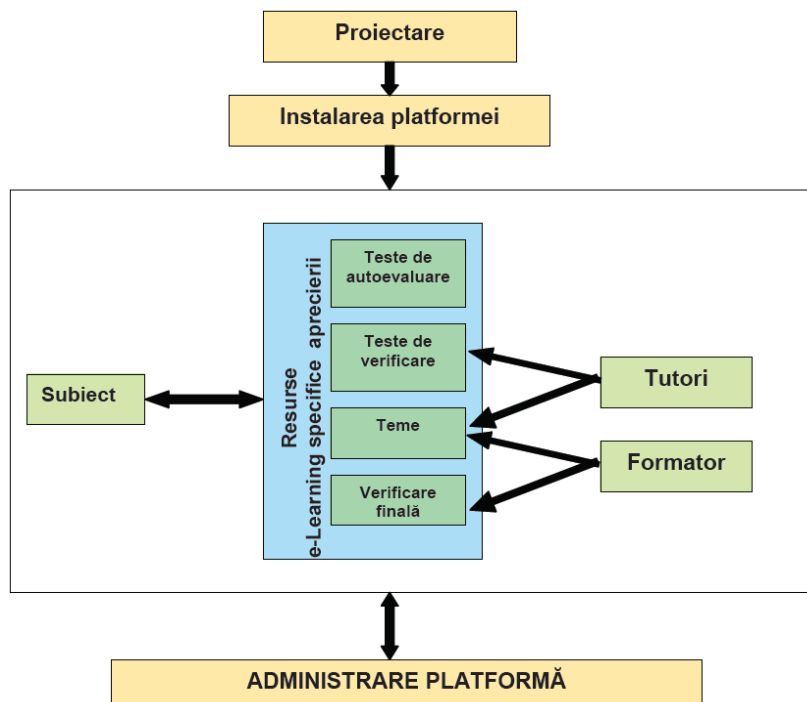 Proiectare
Instalarea platformei
Resurse
e-Learning specifice aprecierii
Teste de
autoevaluare
Teste de
verificare
Teme
Verificare
finală
Subiect
Tutori
Formator
ADMINISTRARE PLATFORMĂ